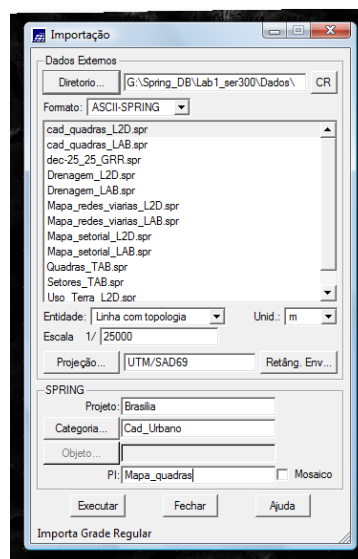 Importação
Dados Externos
Diretorio... G:\Spring_DB\Lab1_ser300\Dados\ CR
Formato: ASCII-SPRING
cad_quadras_L2D.spr
cad_quadras_LAB.spr
dec-25_25_GRR.spr
Drenagem_L2D.spr
Drenagem_LAB.spr
Mapa_redes_viarias_L2D.spr
Mapa_redes_viarias_LAB.spr
Mapa_setorial_L2D.spr
Mapa_setorial_LAB.spr
Quadras_TAB.spr
Setores_TAB.spr
Uso_Terra_L2D.spr
Entidade: Linha com topologia Unid.: m
Escala 1/ 25000
Projeção... UTM/SAD69 Retâng. Env...
SPRING
Projeto: Brasilia
Categoria... Cad_Urbano
Objeto...
PI: Mapa_quadras Mosaico
Executar Fechar Ajuda
Importa Grade Regular